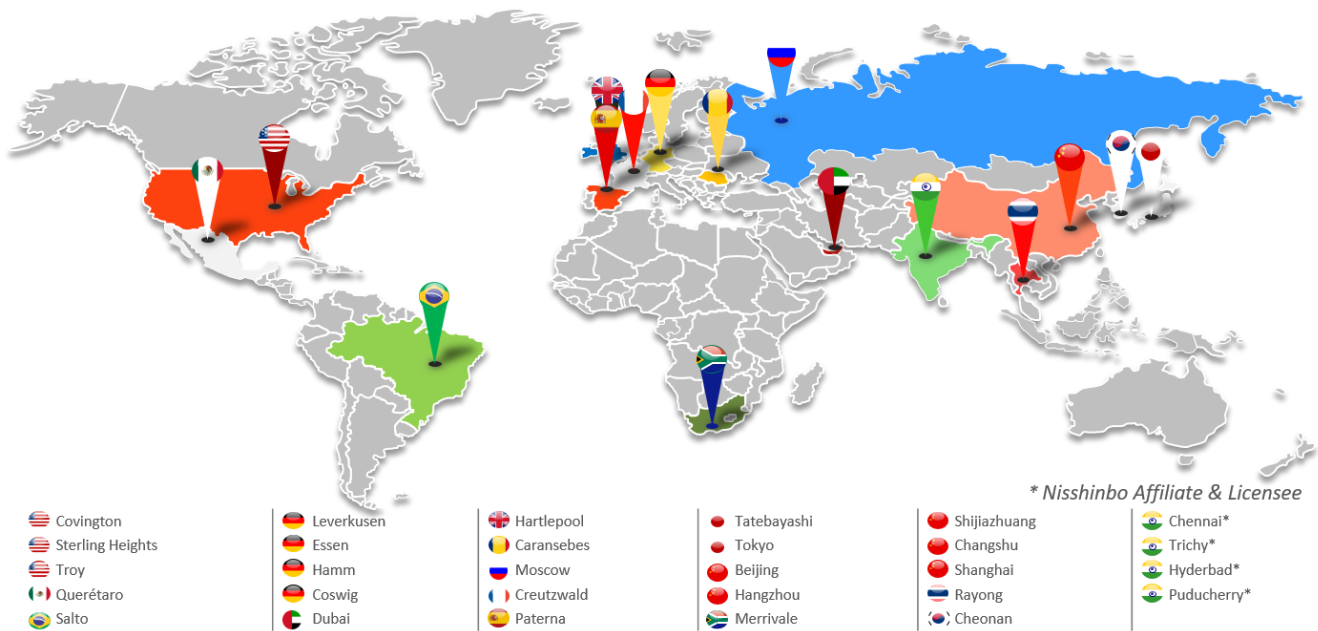 * Nisshinbo Affiliate & Licensee
Covington
Sterling Heights
Troy
Querétaro
Salto
Leverkusen
Essen
Hamm
Coswig
Dubai
Hartlepool
Caransebes
Moscow
Creutzwald
Paterna
Tatebayashi
Tokyo
Beijing
Hangzhou
Merrivale
Shijiazhuang
Changshu
Shanghai
Rayong
Cheonan
Chennai*
Trichy*
Hyderbad*
Puducherry*